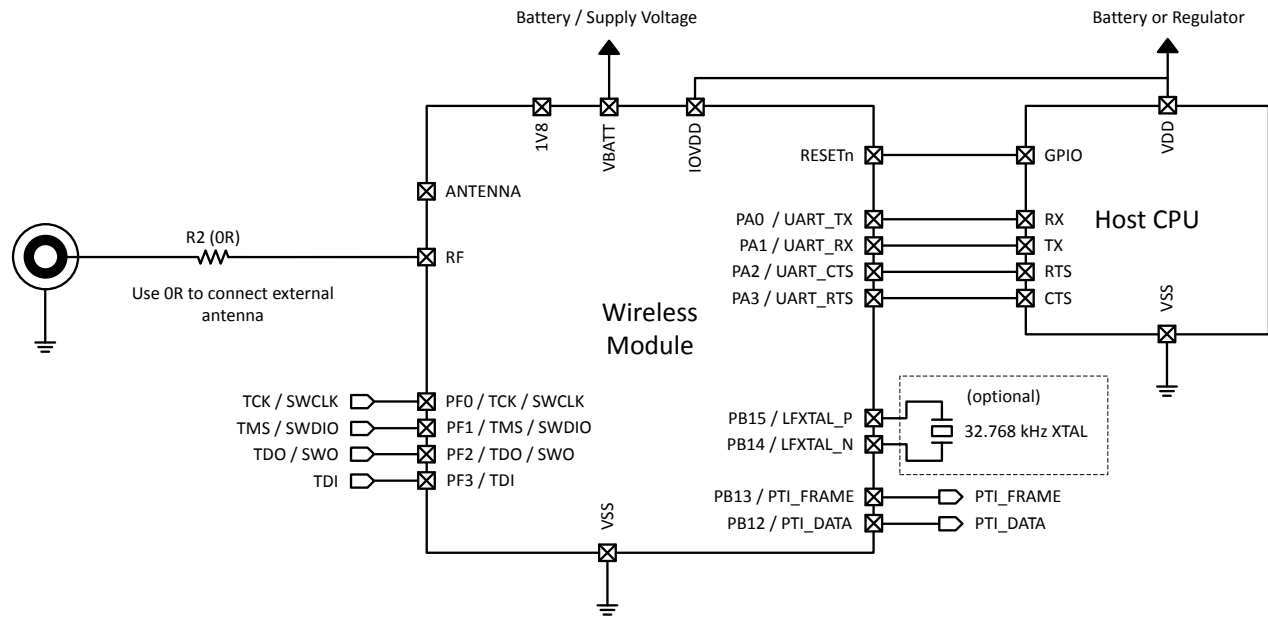 Battery / Supply Voltage
Battery or Regulator
1V8
VBATT
IOVDD
VDD
RESETn
GPIO
ANTENNA
R2 (0R)
RF
Use 0R to connect external
antenna
PA0 / UART_TX
RX
PA1 / UART_RX
TX
PA2 / UART_CTS
RTS
PA3 / UART_RTS
CTS
Host CPU
VSS
Wireless
Module
TCK / SWCLK
PF0 / TCK / SWCLK
TMS / SWDIO
PF1 / TMS / SWDIO
TDO / SWO
PF2 / TDO / SWO
TDI
PF3 / TDI
PB15 / LFXTAL_P
PB14 / LFXTAL_N
(optional)
32.768 kHz XTAL
PB13 / PTI_FRAME
PTI_FRAME
PB12 / PTI_DATA
PTI_DATA
VSS